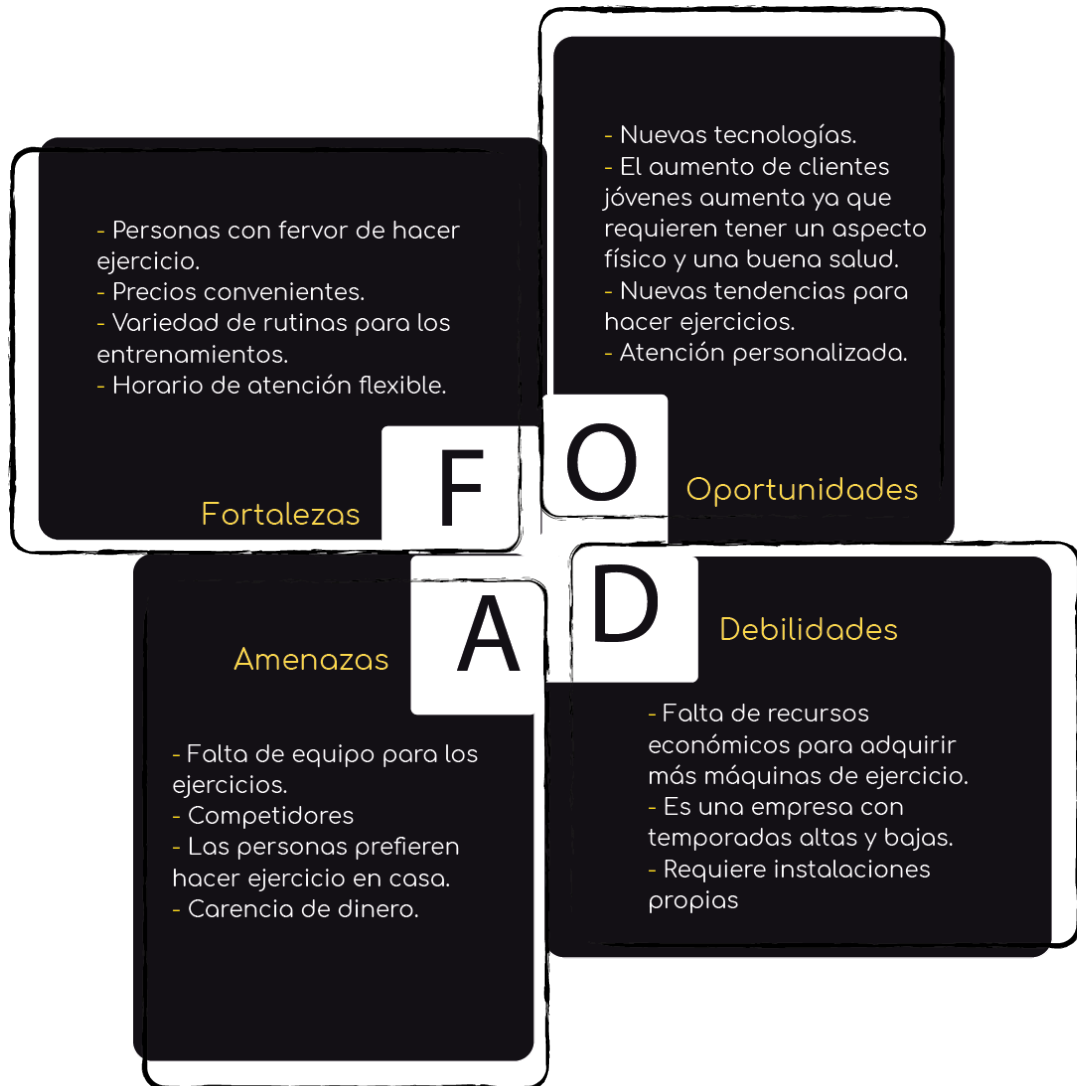 - Personas con fervor de hacer
ejercicio.
- Precios convenientes.
- Variedad de rutinas para los
entrenamientos.
- Horario de atención flexible.
F
Fortalezas
- Nuevas tecnologías.
- El aumento de clientes
jóvenes aumenta ya que
requieren tener un aspecto
físico y una buena salud.
- Nuevas tendencias para
hacer ejercicios.
- Atención personalizada.
O
Oportunidades
A
Amenazas
- Falta de equipo para los
ejercicios.
- Competidores
- Las personas prefieren
hacer ejercicio en casa.
- Carencia de dinero.
D
Debilidades
- Falta de recursos
económicos para adquirir
más máquinas de ejercicio.
- Es una empresa con
temporadas altas y bajas.
- Requiere instalaciones
propias